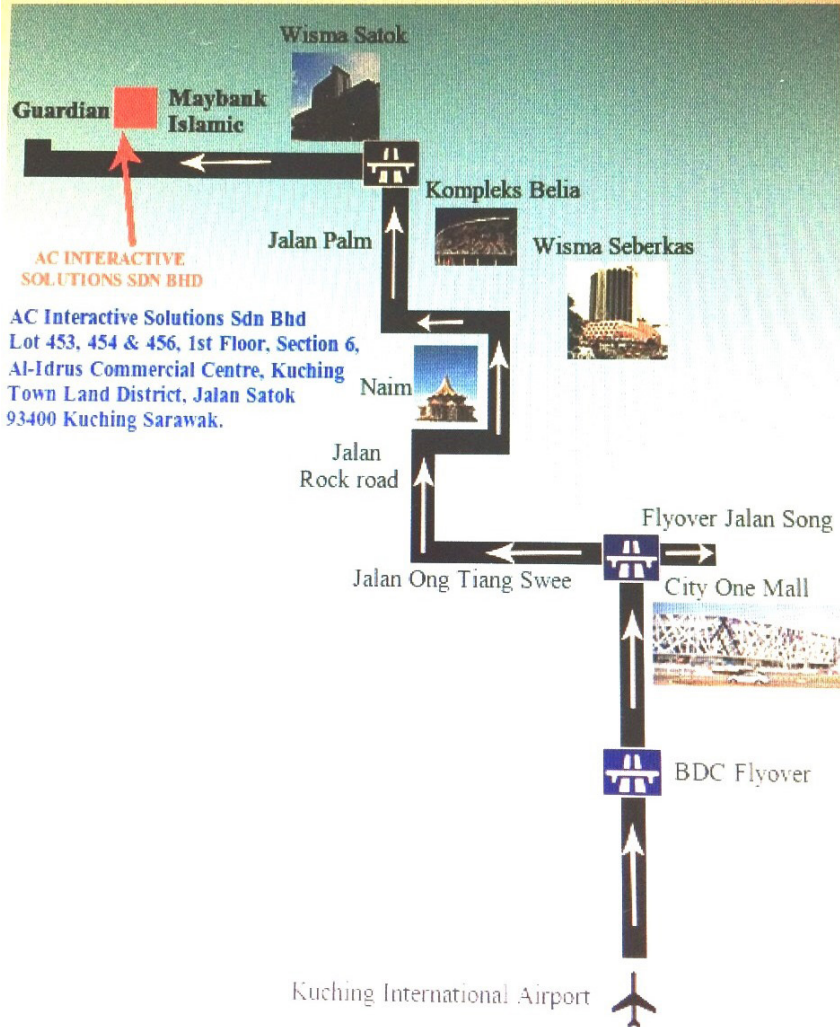 Wisma Satok
Guardian
Maybank
Islamic
Kompleks Belia
Jalan Palm
Wisma Seberkas
AC INTERACTIVE
SOLUTIONS SDN BHD
AC Interactive Solutions Sdn Bhd
Lot 453, 454 & 456, 1st Floor, Section 6,
Al-Idrus Commercial Centre, Kuching
Town Land District, Jalan Satok
93400 Kuching Sarawak.
Naim
Jalan
Rock road
Flyover Jalan Song
Jalan Ong Tiang Swee
City One Mall
BDC Flyover
Kuching International Airport